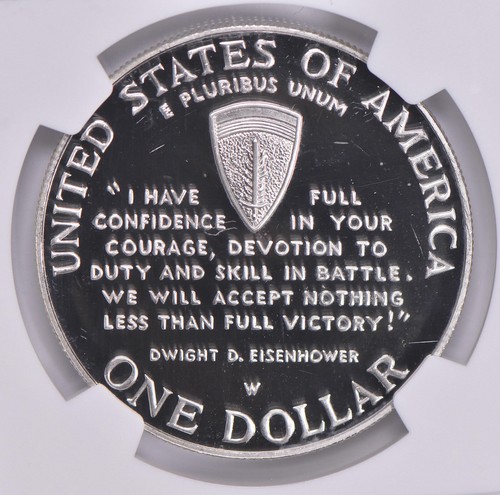 UNITED STATES OF AMERICA
E PLURIBUS UNUM
"I HAVE FULL
CONFIDENCE IN YOUR
COURAGE, DEVOTION TO
DUTY AND SKILL IN BATTLE.
WE WILL ACCEPT NOTHING
LESS THAN FULL VICTORY!"
DWIGHT D. EISENHOWER
W
ONE DOLLAR